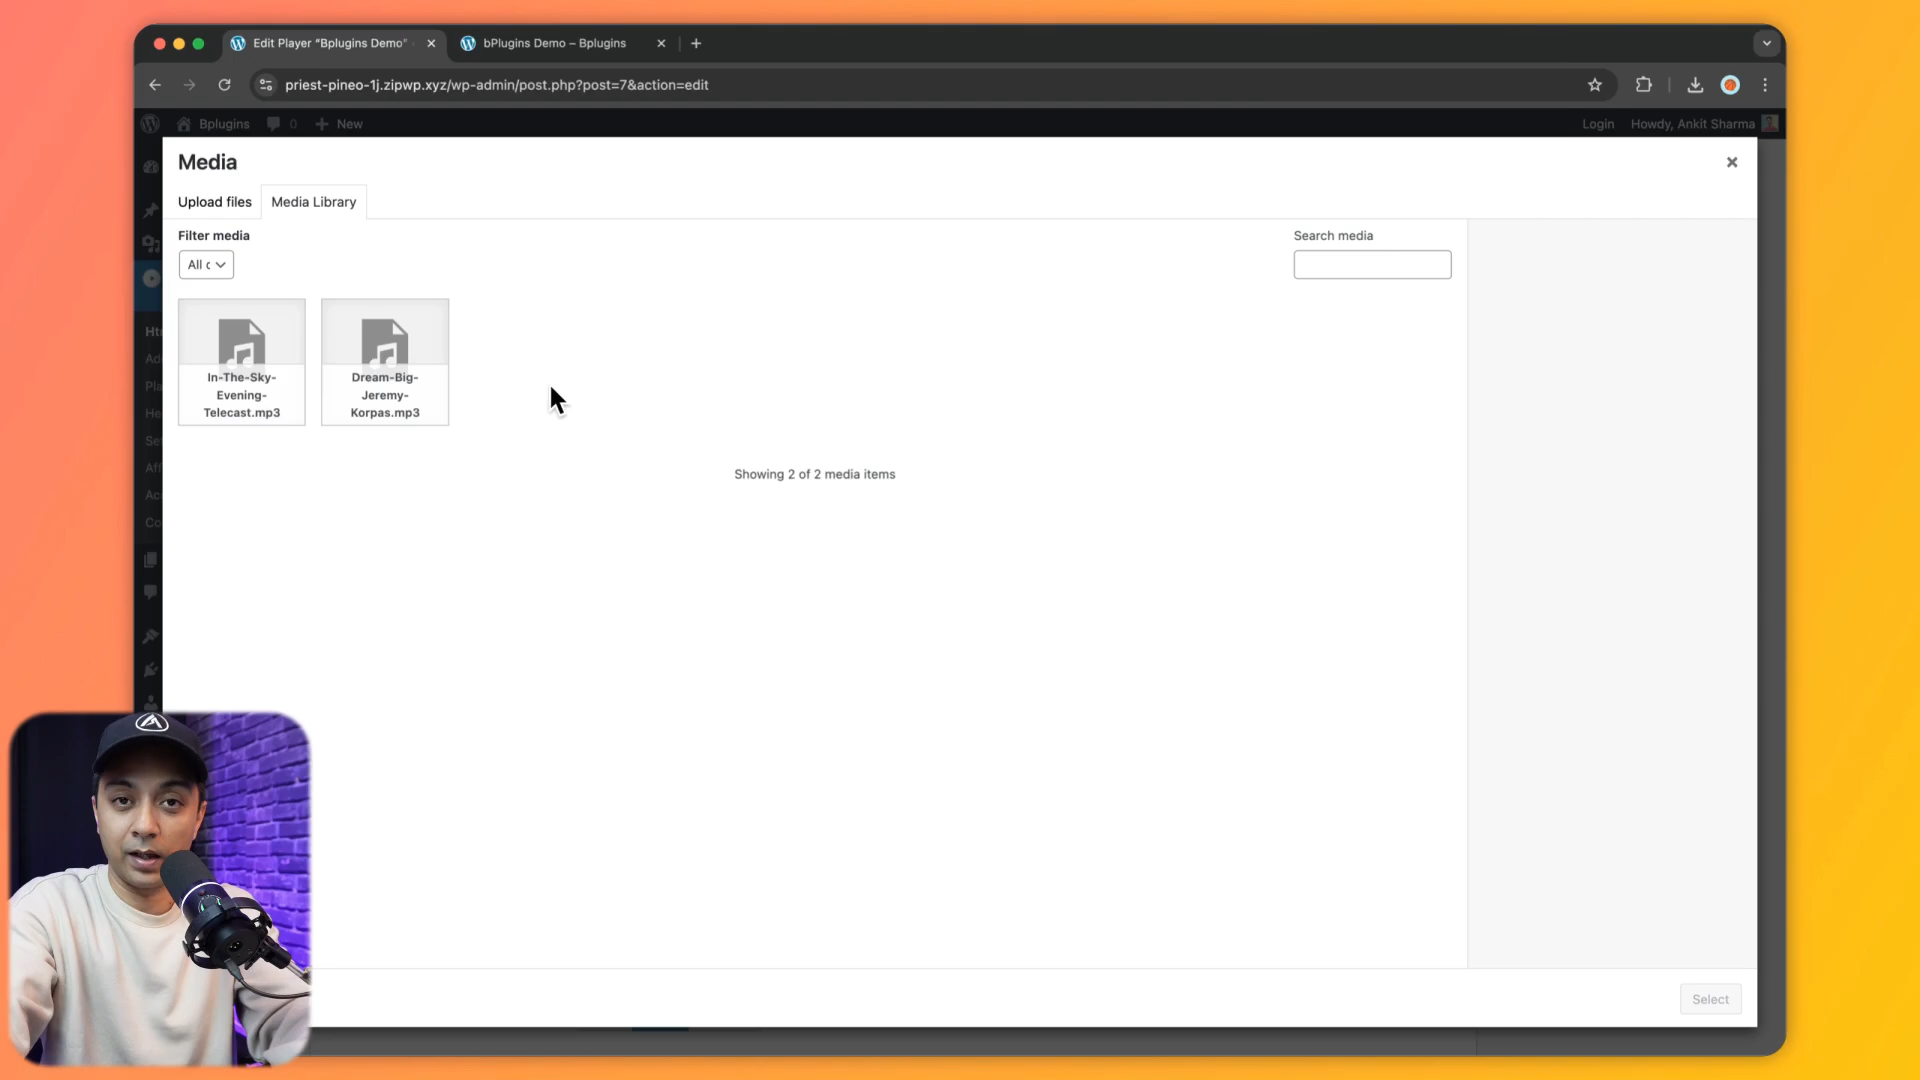 Edit Player “Bplugins Demo”
bPlugins Demo – Bplugins
priest-pineo-1j.zipwp.xyz/wp-admin/post.php?post=7&action=edit
Bplugins 0 New
Login Howdy, Ankit Sharma
Media
Upload files
Media Library
Filter media
Search media
All
In-The-Sky-
Evening-
Telecast.mp3
Dream-Big-
Jeremy-
Korpas.mp3
Showing 2 of 2 media items
Select